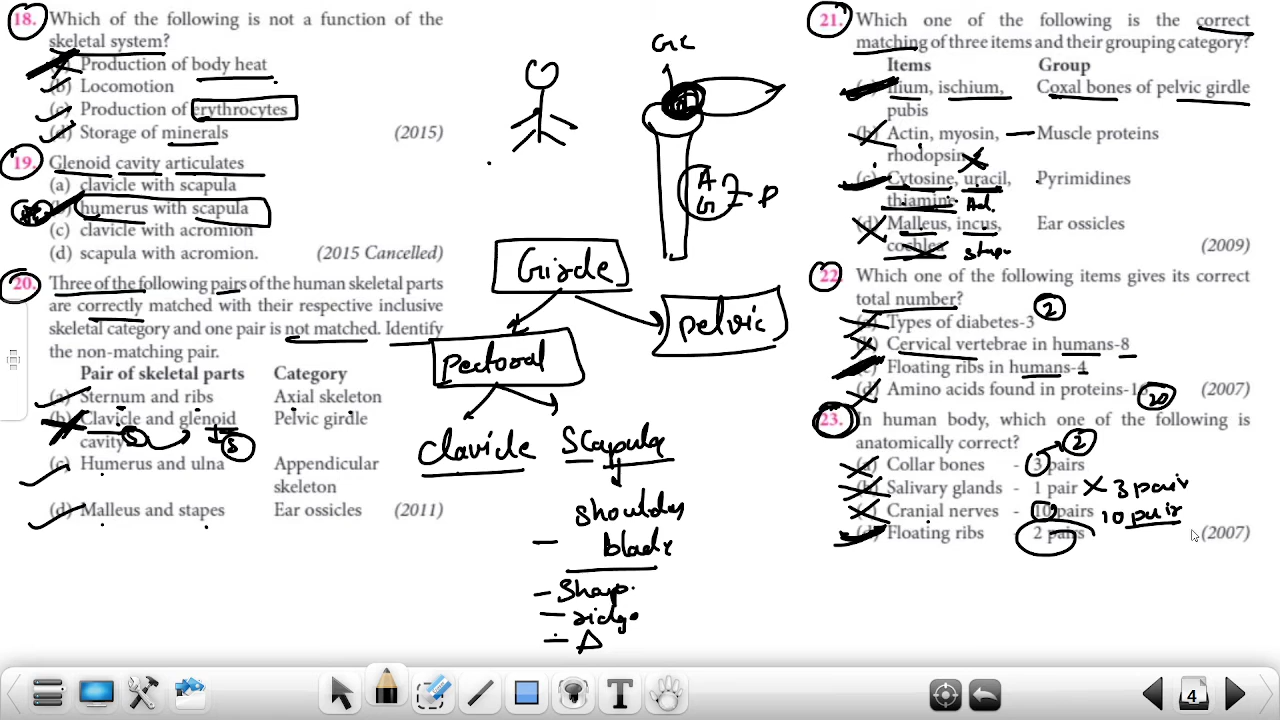 18. Which of the following is not a function of the
skeletal system?
Production of body heat
(b) Locomotion
(c) Production of erythrocytes
(d) Storage of minerals (2015)
19. Glenoid cavity articulates
(a) clavicle with scapula
humerus with scapula
(c) clavicle with acromion
(d) scapula with acromion. (2015 Cancelled)
20. Three of the following pairs of the human skeletal parts
are correctly matched with their respective inclusive
skeletal category and one pair is not matched. Identify
the non-matching pair.
Pair of skeletal parts Category
(a) Sternum and ribs Axial skeleton
(b) Clavicle and glenoid Pelvic girdle
cavity
(c) Humerus and ulna Appendicular
skeleton
(d) Malleus and stapes Ear ossicles (2011)
A
G
P
Girdle
Pectoral
pelvic
Clavicle Scapula
Shoulder
blade
- Sharp.
- ridge
- Δ
21. Which one of the following is the correct
matching of three items and their grouping category?
Items Group
Ilium, ischium, Coxal bones of pelvic girdle
pubis
(b) Actin, myosin, Muscle proteins
rhodopsin
(c) Cytosine, uracil, Pyrimidines
thiamine
(d) Malleus, incus, Ear ossicles
cochlea (2009)
22. Which one of the following items gives its correct
total number? 2
Types of diabetes-3
Cervical vertebrae in humans-8
Floating ribs in humans-4
Amino acids found in proteins-16 20 (2007)
23. In human body, which one of the following is
anatomically correct? 2
(a) Collar bones - 3 pairs
(b) Salivary glands - 1 pair X 3 pair
Cranial nerves - 10 pairs 10 pair
(d) Floating ribs 2 pairs (2007)
4